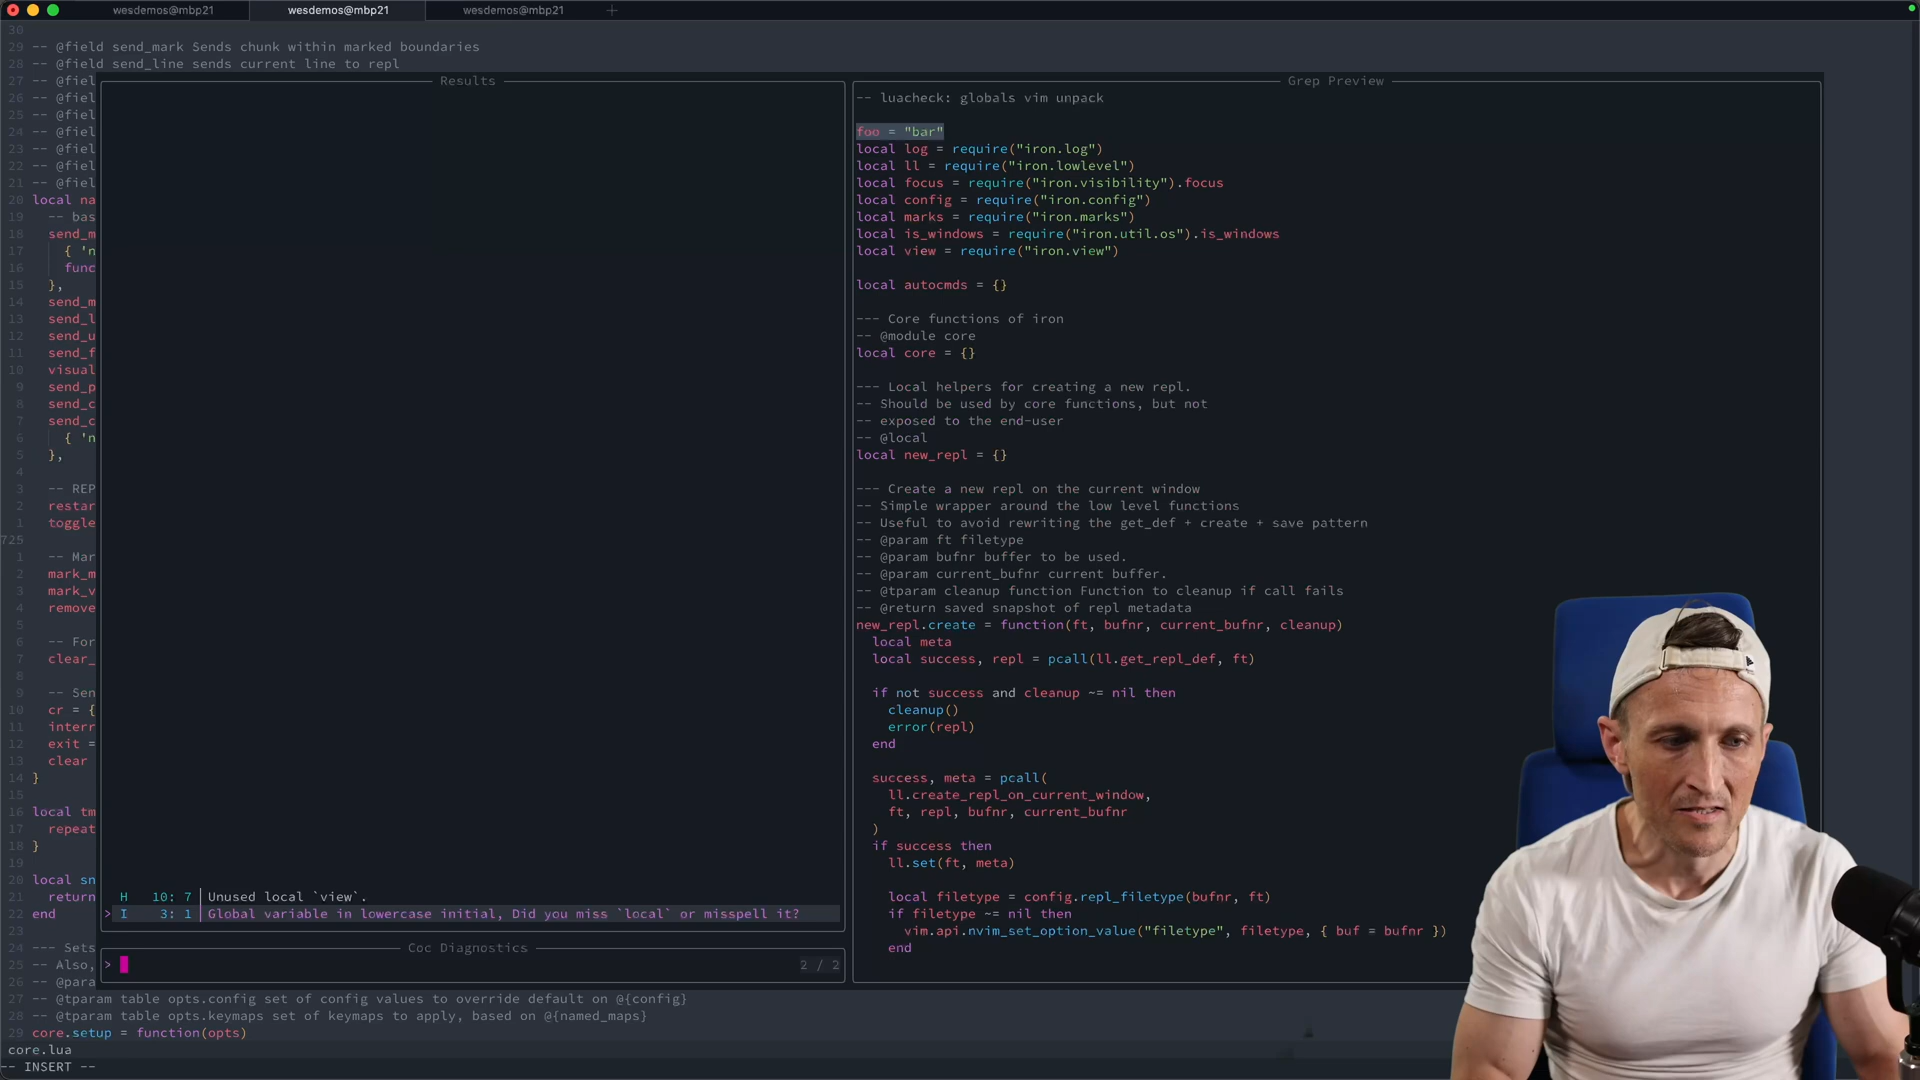 wesdemos@mbp21
wesdemos@mbp21
wesdemos@mbp21
+
30
29 -- @field send_mark Sends chunk within marked boundaries
28 -- @field send_line sends current line to repl
27 -- @fiel
26 -- @fiel
25 -- @fiel
24 -- @fiel
23 -- @fiel
22 -- @fiel
21 -- @fiel
20 local na
19 -- bas
18 send_m
17 { 'n
16 func
15 },
14 send_m
13 send_l
12 send_u
11 send_f
10 visual
9 send_p
8 send_c
7 send_c
6 { 'n
5 },
4
3 -- REP
2 restar
1 toggle
725
1 -- Mar
2 mark_m
3 mark_v
4 remove
5
6 -- For
7 clear_
8
9 -- Sen
10 cr = {
11 interr
12 exit =
13 clear
14 }
15
16 local tm
17 repeat
18 }
19
20 local sn
21 return
22 end
23
24 --- Sets
25 -- Also,
26 -- @para
27 -- @tparam table opts.config set of config values to override default on @{config}
28 -- @tparam table opts.keymaps set of keymaps to apply, based on @{named_maps}
29 core.setup = function(opts)
core.lua
-- INSERT --
Results
H 10: 7 Unused local `view`.
> I 3: 1 Global variable in lowercase initial, Did you miss `local` or misspell it?
Coc Diagnostics
> 2 / 2
Grep Preview
-- luacheck: globals vim unpack
foo = "bar"
local log = require("iron.log")
local ll = require("iron.lowlevel")
local focus = require("iron.visibility").focus
local config = require("iron.config")
local marks = require("iron.marks")
local is_windows = require("iron.util.os").is_windows
local view = require("iron.view")
local autocmds = {}
--- Core functions of iron
-- @module core
local core = {}
--- Local helpers for creating a new repl.
-- Should be used by core functions, but not
-- exposed to the end-user
-- @local
local new_repl = {}
--- Create a new repl on the current window
-- Simple wrapper around the low level functions
-- Useful to avoid rewriting the get_def + create + save pattern
-- @param ft filetype
-- @param bufnr buffer to be used.
-- @param current_bufnr current buffer.
-- @tparam cleanup function Function to cleanup if call fails
-- @return saved snapshot of repl metadata
new_repl.create = function(ft, bufnr, current_bufnr, cleanup)
local meta
local success, repl = pcall(ll.get_repl_def, ft)
if not success and cleanup ~= nil then
cleanup()
error(repl)
end
success, meta = pcall(
ll.create_repl_on_current_window,
ft, repl, bufnr, current_bufnr
)
if success then
ll.set(ft, meta)
local filetype = config.repl_filetype(bufnr, ft)
if filetype ~= nil then
vim.api.nvim_set_option_value("filetype", filetype, { buf = bufnr })
end